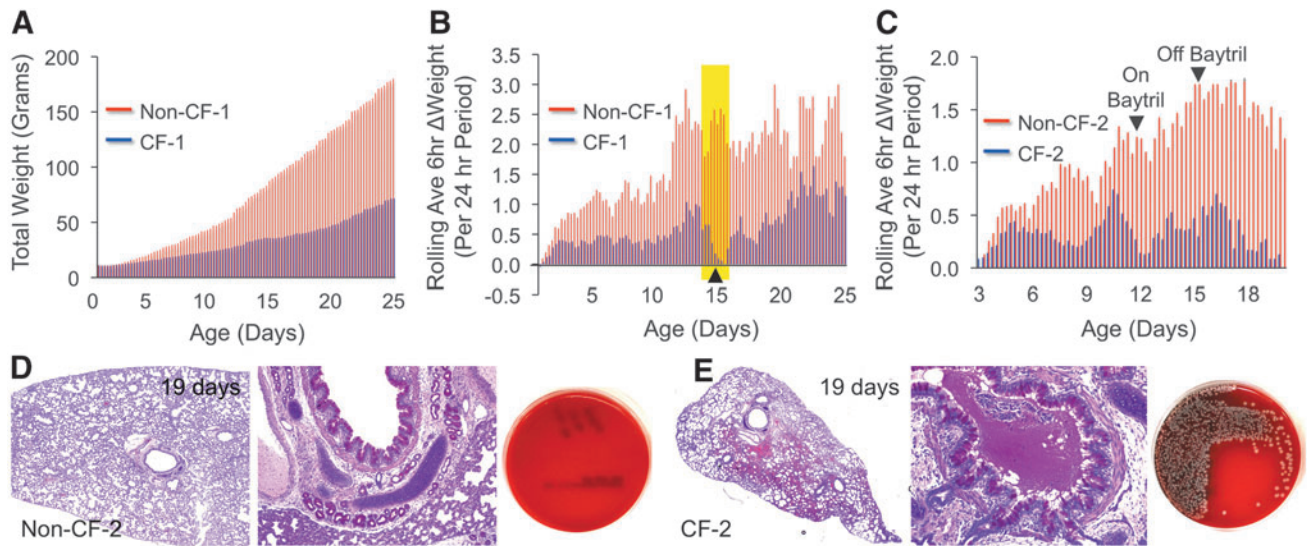 A
Total Weight (Grams)
200
150
100
50
0
Non-CF-1
CF-1
0
5
10
15
20
25
Age (Days)
B
Rolling Ave 6hr ΔWeight
(Per 24 hr Period)
3.5
3.0
2.5
2.0
1.5
1.0
0.5
0.0
-0.5
Non-CF-1
CF-1
5
10
15
20
25
Age (Days)
C
Rolling Ave 6hr ΔWeight
(Per 24 hr Period)
2.0
1.5
1.0
0.5
0.0
Off Baytril
On
Baytril
Non-CF-2
CF-2
3
6
9
12
15
18
Age (Days)
D
19 days
Non-CF-2
E
19 days
CF-2